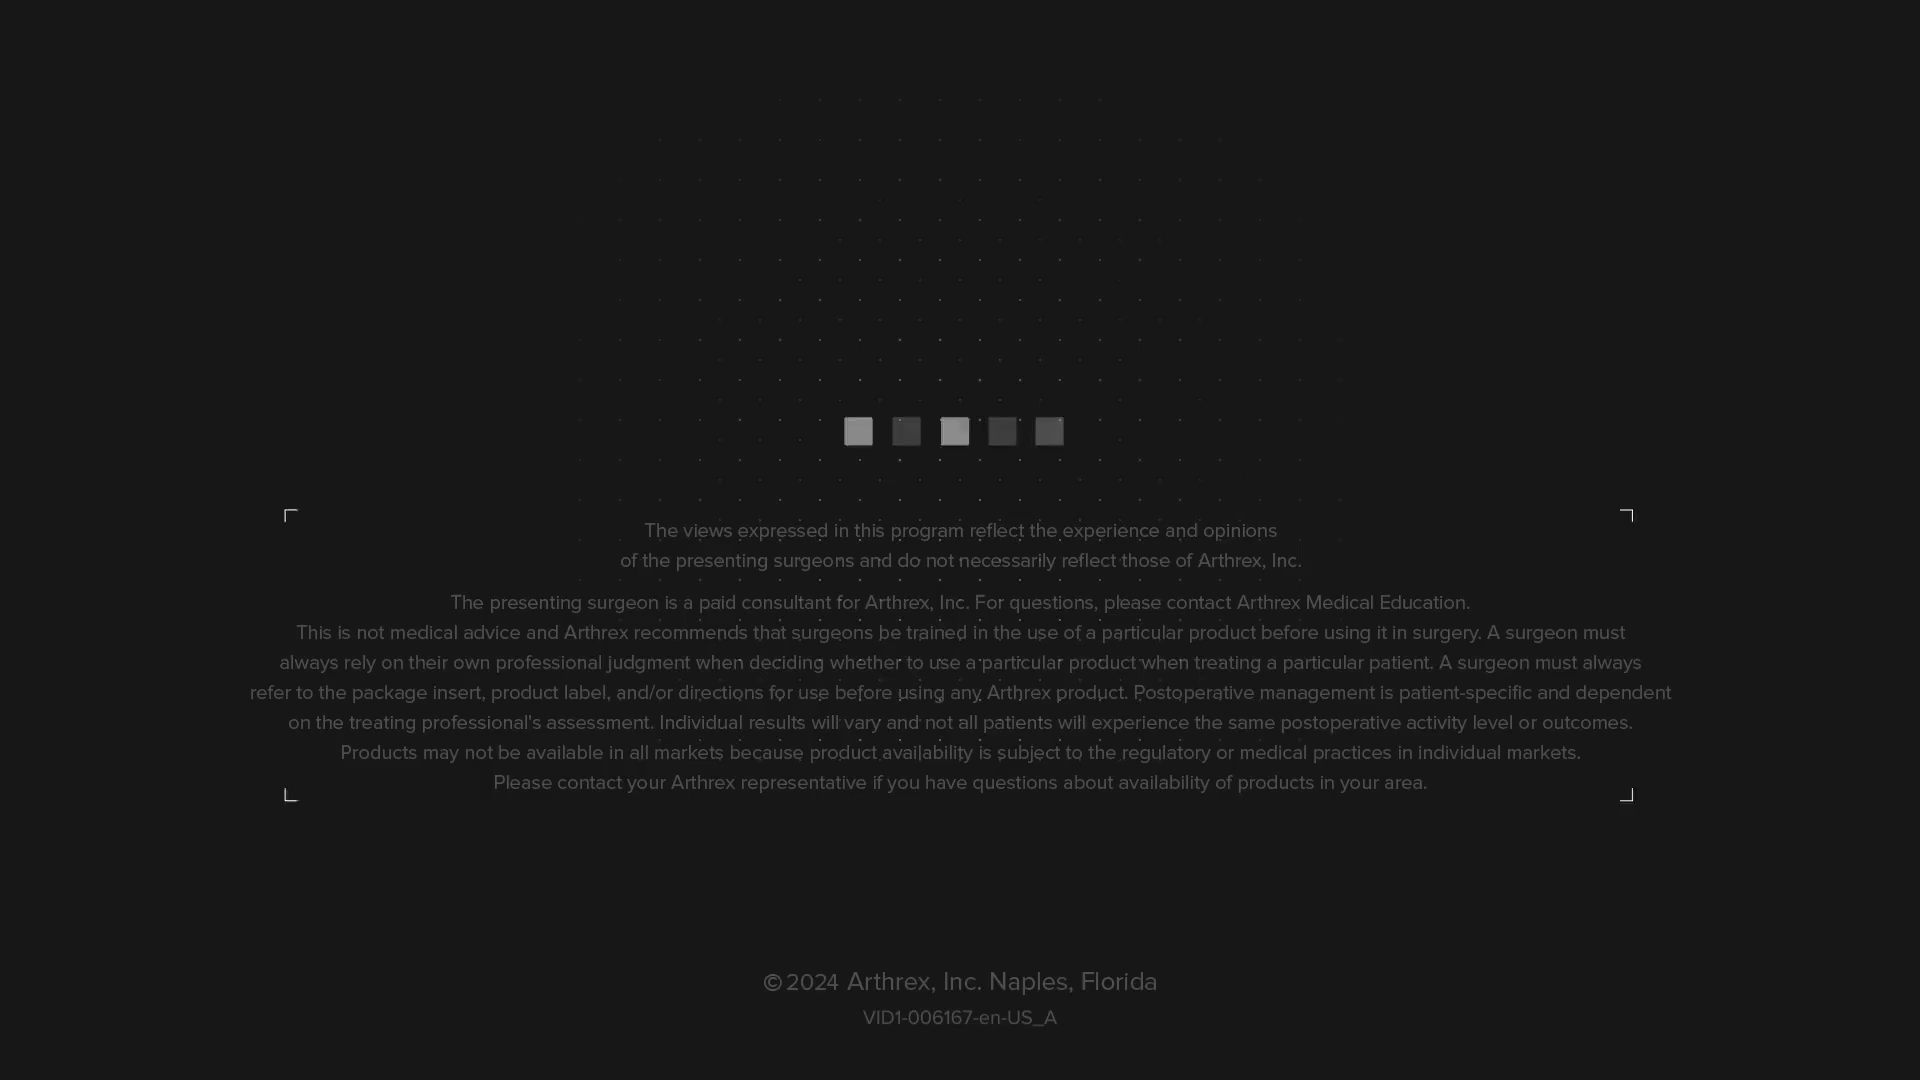 The views expressed in this program reflect the experience and opinions
of the presenting surgeons and do not necessarily reflect those of Arthrex, Inc.
The presenting surgeon is a paid consultant for Arthrex, Inc. For questions, please contact Arthrex Medical Education.
This is not medical advice and Arthrex recommends that surgeons be trained in the use of a particular product before using it in surgery. A surgeon must
always rely on their own professional judgment when deciding whether to use a particular product when treating a particular patient. A surgeon must always
refer to the package insert, product label, and/or directions for use before using any Arthrex product. Postoperative management is patient-specific and dependent
on the treating professional's assessment. Individual results will vary and not all patients will experience the same postoperative activity level or outcomes.
Products may not be available in all markets because product availability is subject to the regulatory or medical practices in individual markets.
Please contact your Arthrex representative if you have questions about availability of products in your area.
© 2024 Arthrex, Inc. Naples, Florida
VID1-006167-en-US_A